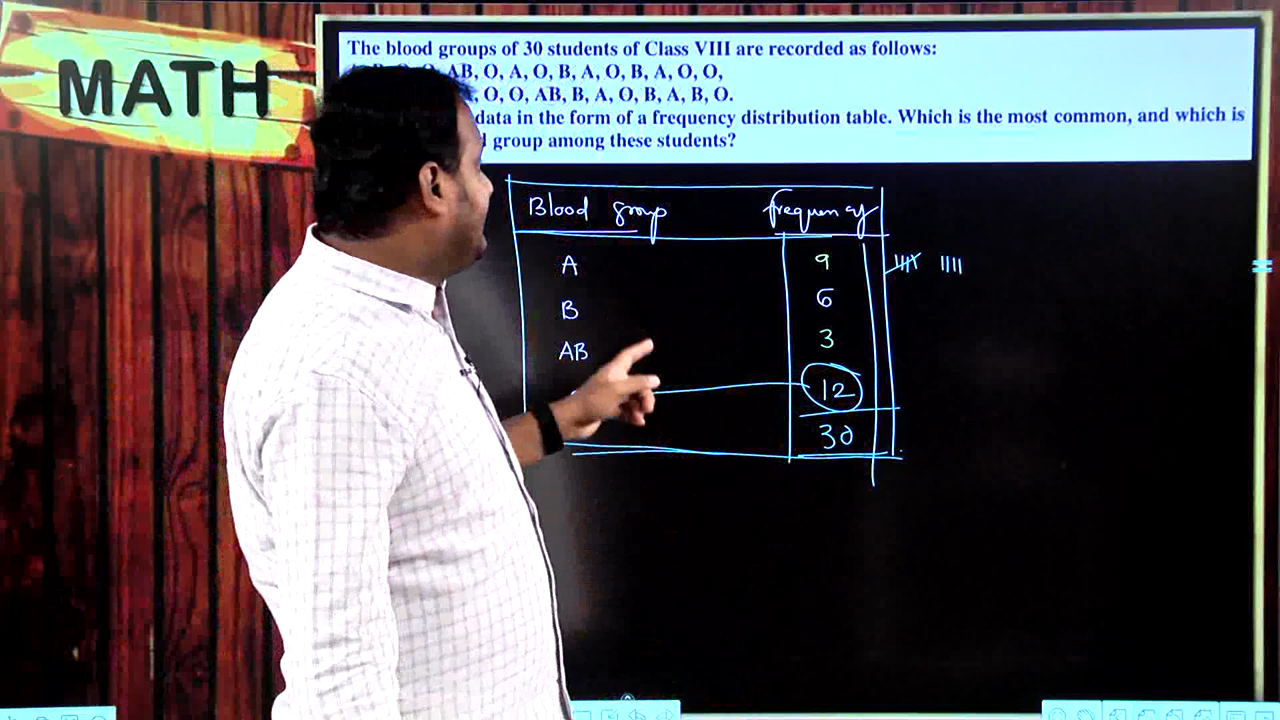 MATH
The blood groups of 30 students of Class VIII are recorded as follows:
AB, O, A, O, B, A, O, B, A, O, O,
O, O, AB, B, A, O, B, A, B, O.
data in the form of a frequency distribution table. Which is the most common, and which is
group among these students?
Blood group frequency
A 9
B 6
AB 3
12
30